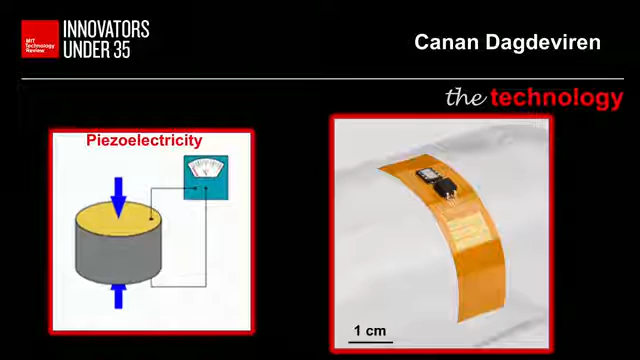 MIT
Technology
Review
INNOVATORS
UNDER 35
Canan Dagdeviren
the technology
Piezoelectricity
1 cm